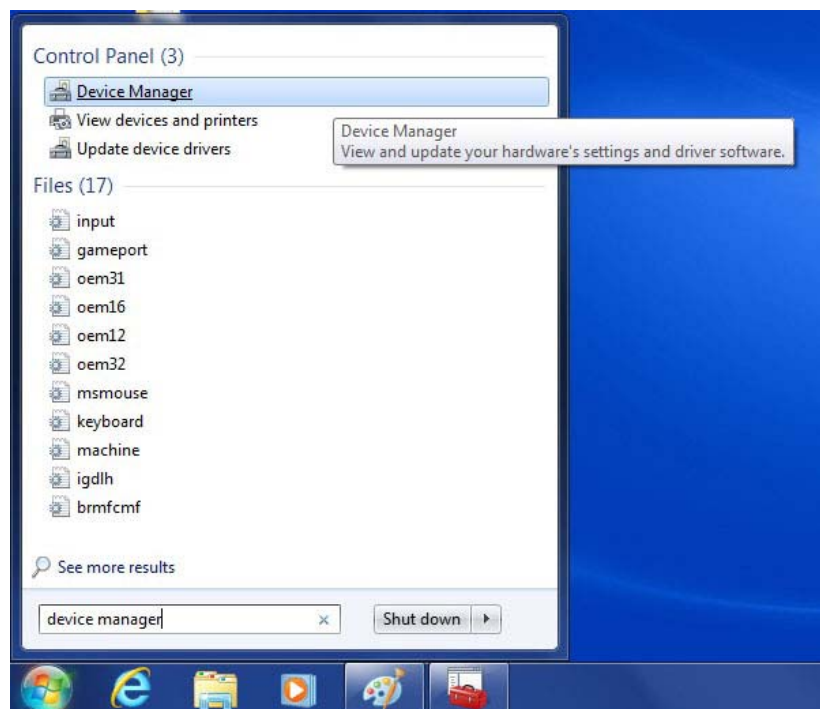 Control Panel (3)
Device Manager
View devices and printers
Update device drivers
Device Manager
View and update your hardware's settings and driver software.
Files (17)
input
gameport
oem31
oem16
oem12
oem32
msmouse
keyboard
machine
igdlh
brmfcmf
See more results
device manager
Shut down